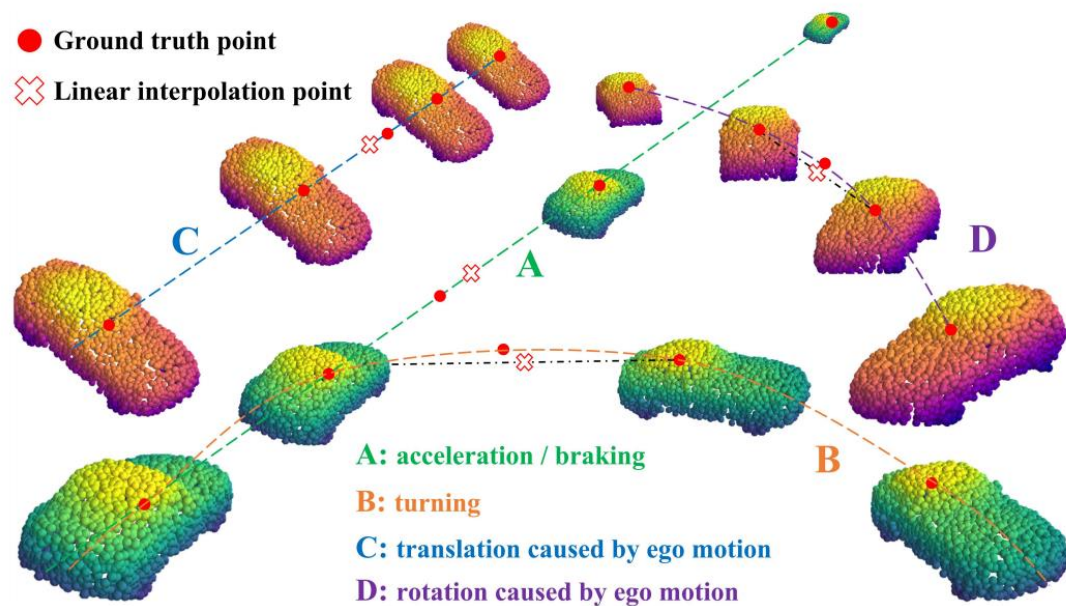 Ground truth point
Linear interpolation point
C
A
D
B
A: acceleration / braking
B: turning
C: translation caused by ego motion
D: rotation caused by ego motion